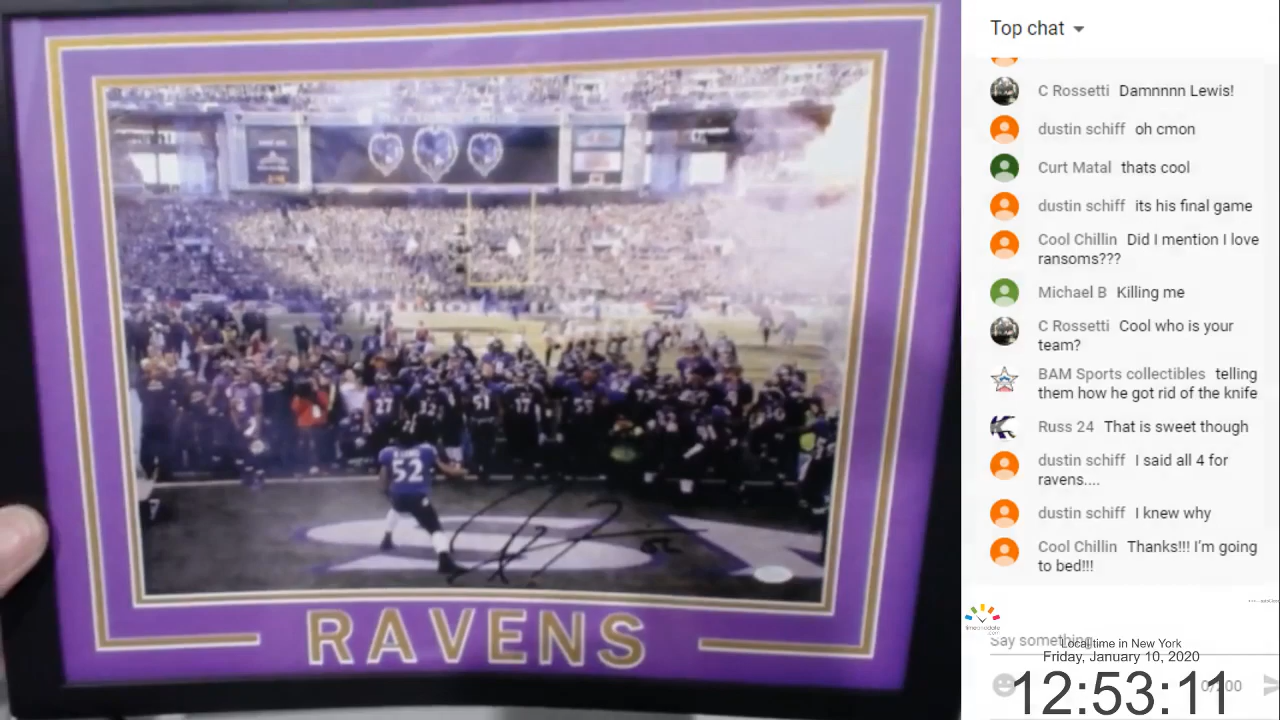 RAVENS
52
27
32
51
17
55
52
Top chat
C Rossetti Damnnnn Lewis!
dustin schiff oh cmon
Curt Matal thats cool
dustin schiff its his final game
Cool Chillin Did I mention I love
ransoms???
Michael B Killing me
C Rossetti Cool who is your
team?
BAM Sports collectibles telling
them how he got rid of the knife
Russ 24 That is sweet though
dustin schiff I said all 4 for
ravens....
dustin schiff I knew why
Cool Chillin Thanks!!! I'm going
to bed!!!
Say something...
Local time in New York
Friday, January 10, 2020
12:53:11
0/200